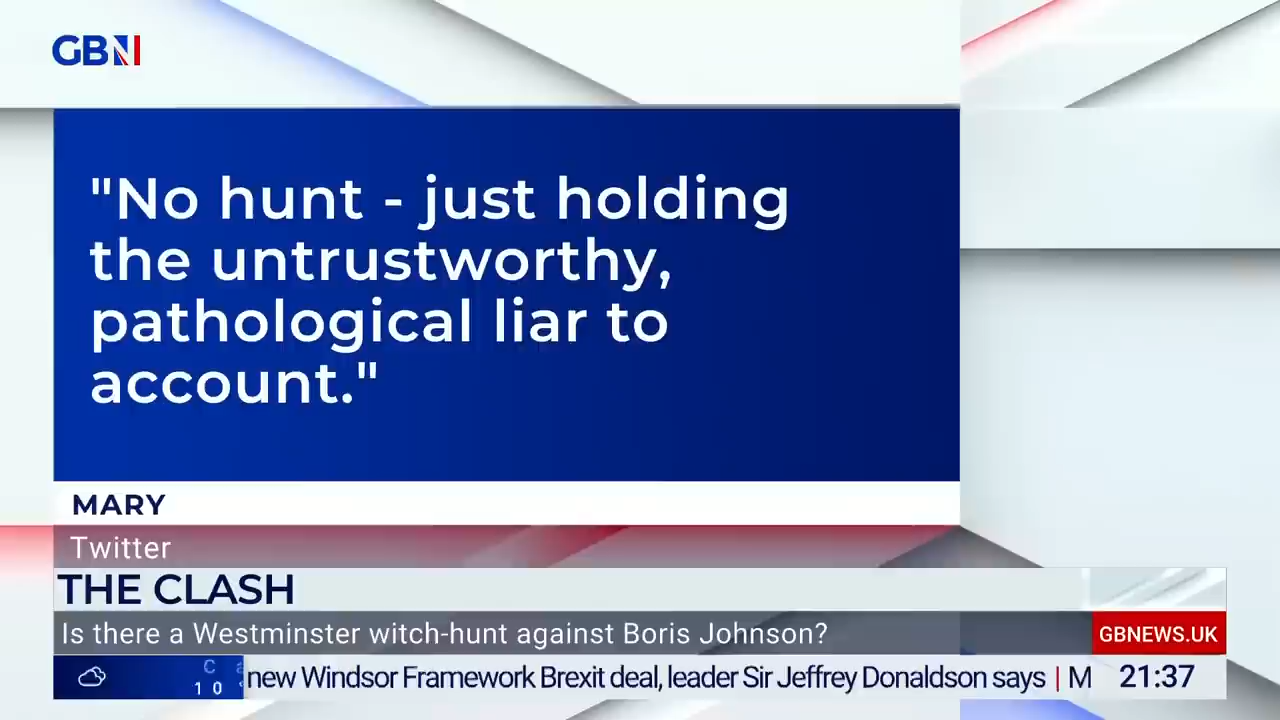 GBN
"No hunt - just holding
the untrustworthy,
pathological liar to
account."
MARY
Twitter
THE CLASH
Is there a Westminster witch-hunt against Boris Johnson?
GBNEWS.UK
C
10
new Windsor Framework Brexit deal, leader Sir Jeffrey Donaldson says | M
21:37